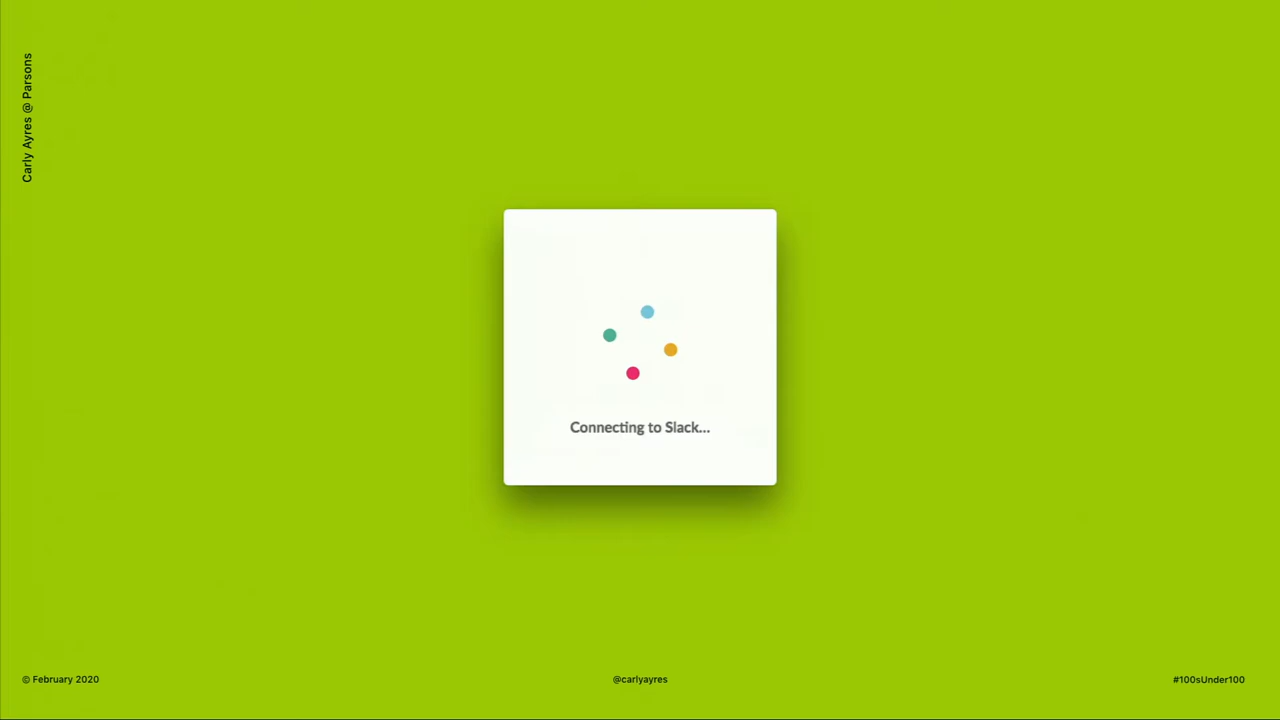 Carly Ayres @ Parsons
Connecting to Slack...
© February 2020
@carlyayres
#100sUnder100